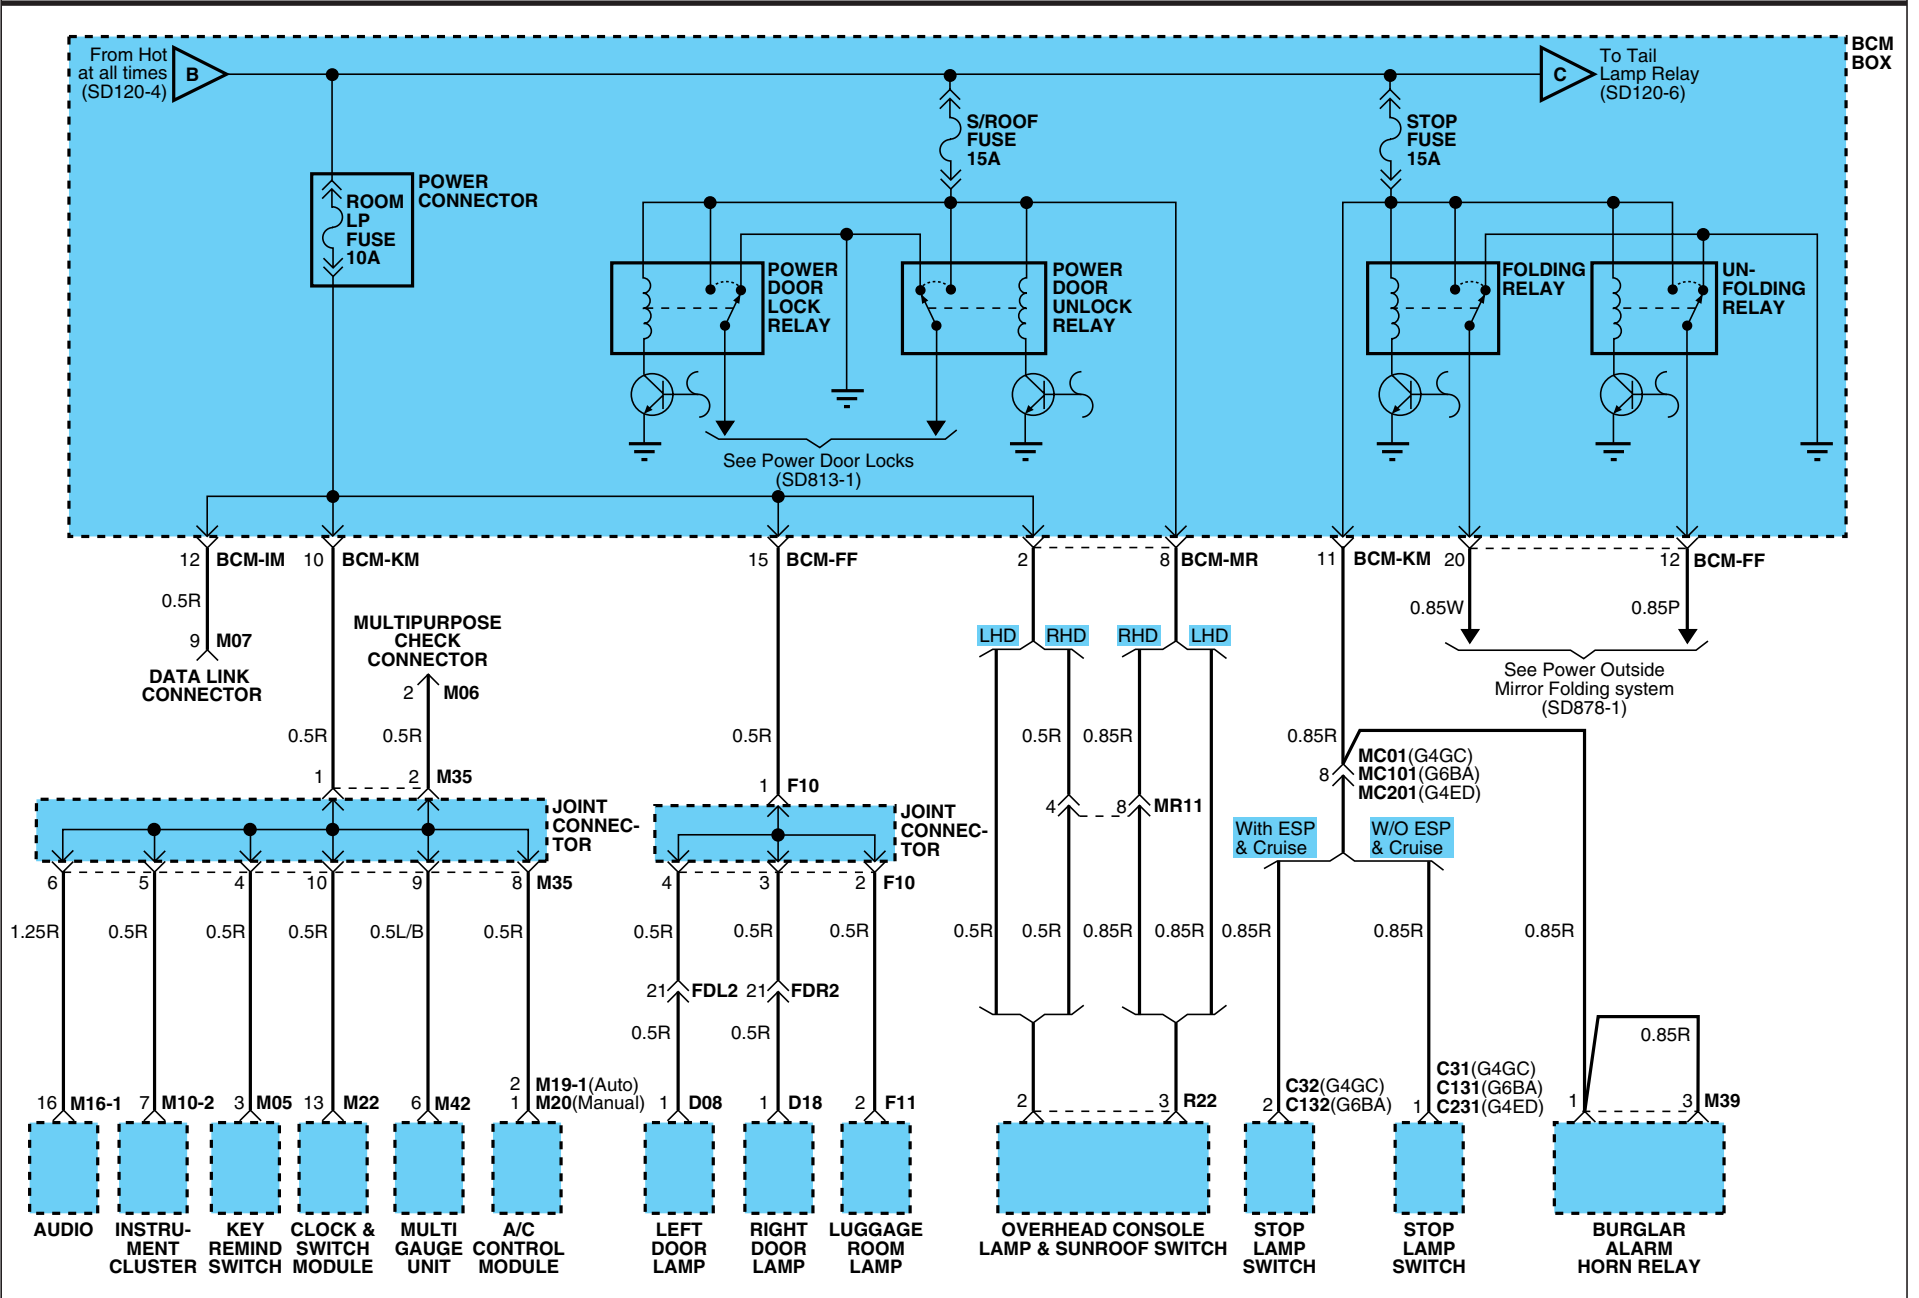 From Hot
at all times
(SD120-4)
B
C
To Tail
Lamp Relay
(SD120-6)
BCM
BOX
S/ROOF
FUSE
15A
STOP
FUSE
15A
POWER
CONNECTOR
ROOM
LP
FUSE
10A
POWER
DOOR
LOCK
RELAY
POWER
DOOR
UNLOCK
RELAY
FOLDING
RELAY
UN-
FOLDING
RELAY
See Power Door Locks
(SD813-1)
12 BCM-IM
10 BCM-KM
15 BCM-FF
2
8 BCM-MR
11 BCM-KM
20
12 BCM-FF
0.5R
0.85W
0.85P
9 M07
DATA LINK
CONNECTOR
MULTIPURPOSE
CHECK
CONNECTOR
2 M06
LHD
RHD
RHD
LHD
See Power Outside
Mirror Folding system
(SD878-1)
0.5R
0.5R
0.5R
0.5R
0.85R
0.85R
1
2 M35
1 F10
8
MC01(G4GC)
MC101(G6BA)
MC201(G4ED)
JOINT
CONNEC-
TOR
JOINT
CONNEC-
TOR
4
8 MR11
With ESP
& Cruise
W/O ESP
& Cruise
6
5
4
10
9
8 M35
4
3
2 F10
1.25R
0.5R
0.5R
0.5R
0.5L/B
0.5R
0.5R
0.5R
0.5R
0.5R
0.5R
0.85R
0.85R
0.85R
0.85R
0.85R
21 FDL2
21 FDR2
0.5R
0.5R
0.85R
16 M16-1
7 M10-2
3 M05
13 M22
6 M42
2 M19-1(Auto)
1 M20(Manual)
1 D08
1 D18
2 F11
2
3 R22
C32(G4GC)
2 C132(G6BA)
C31(G4GC)
C131(G6BA)
1 C231(G4ED)
1
3 M39
AUDIO
INSTRU-
MENT
CLUSTER
KEY
REMIND
SWITCH
CLOCK &
SWITCH
MODULE
MULTI
GAUGE
UNIT
A/C
CONTROL
MODULE
LEFT
DOOR
LAMP
RIGHT
DOOR
LAMP
LUGGAGE
ROOM
LAMP
OVERHEAD CONSOLE
LAMP & SUNROOF SWITCH
STOP
LAMP
SWITCH
STOP
LAMP
SWITCH
BURGLAR
ALARM
HORN RELAY